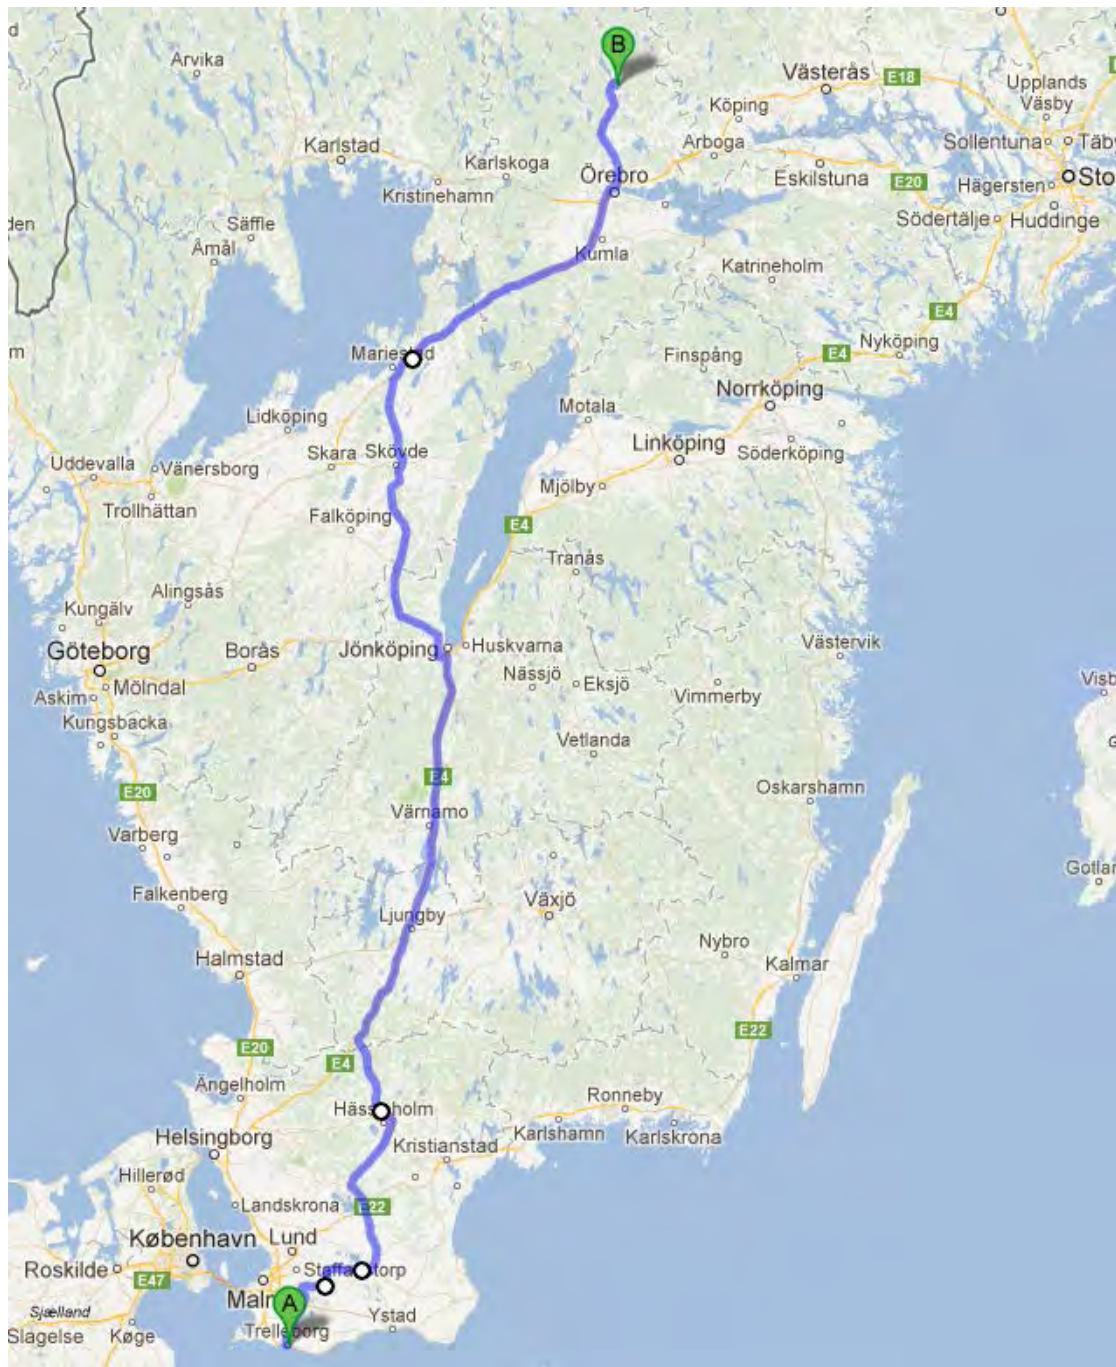 d
Arvika
B
Västerås
E18
Upplands
Väsby
Köping
Karlstad
Karlskoga
Arboga
Sollentuna
Täby
Kristinehamn
Örebro
Eskilstuna
E20
Hägersten
Sto
den
Säffle
Södertälje
Huddinge
Åmål
Kumla
Katrineholm
E4
m
Mariestad
Finspång
E4
Nyköping
Lidköping
Motala
Norrköping
Skara
Skövde
Linköping
Söderköping
Uddevalla
Vänersborg
Mjölby
Trollhättan
Falköping
E4
Tranås
Alingsås
Kungälv
Göteborg
Borås
Jönköping
Huskvarna
Västervik
Askim
Mölndal
Nässjö
Eksjö
Vimmerby
Visb
Kungsbacka
Vetlanda
G
E20
E4
Oskarshamn
Värnamo
Varberg
Gotlan
Falkenberg
Växjö
Ljungby
Nybro
Halmstad
Kalmar
E22
E20
E4
Ängelholm
Ronneby
Karlshamn
Karlskrona
Helsingborg
Kristianstad
Hillerød
Landskrona
E22
København
Lund
Roskilde
E47
Sjælland
A
Ystad
Slagelse
Køge
Trelleborg